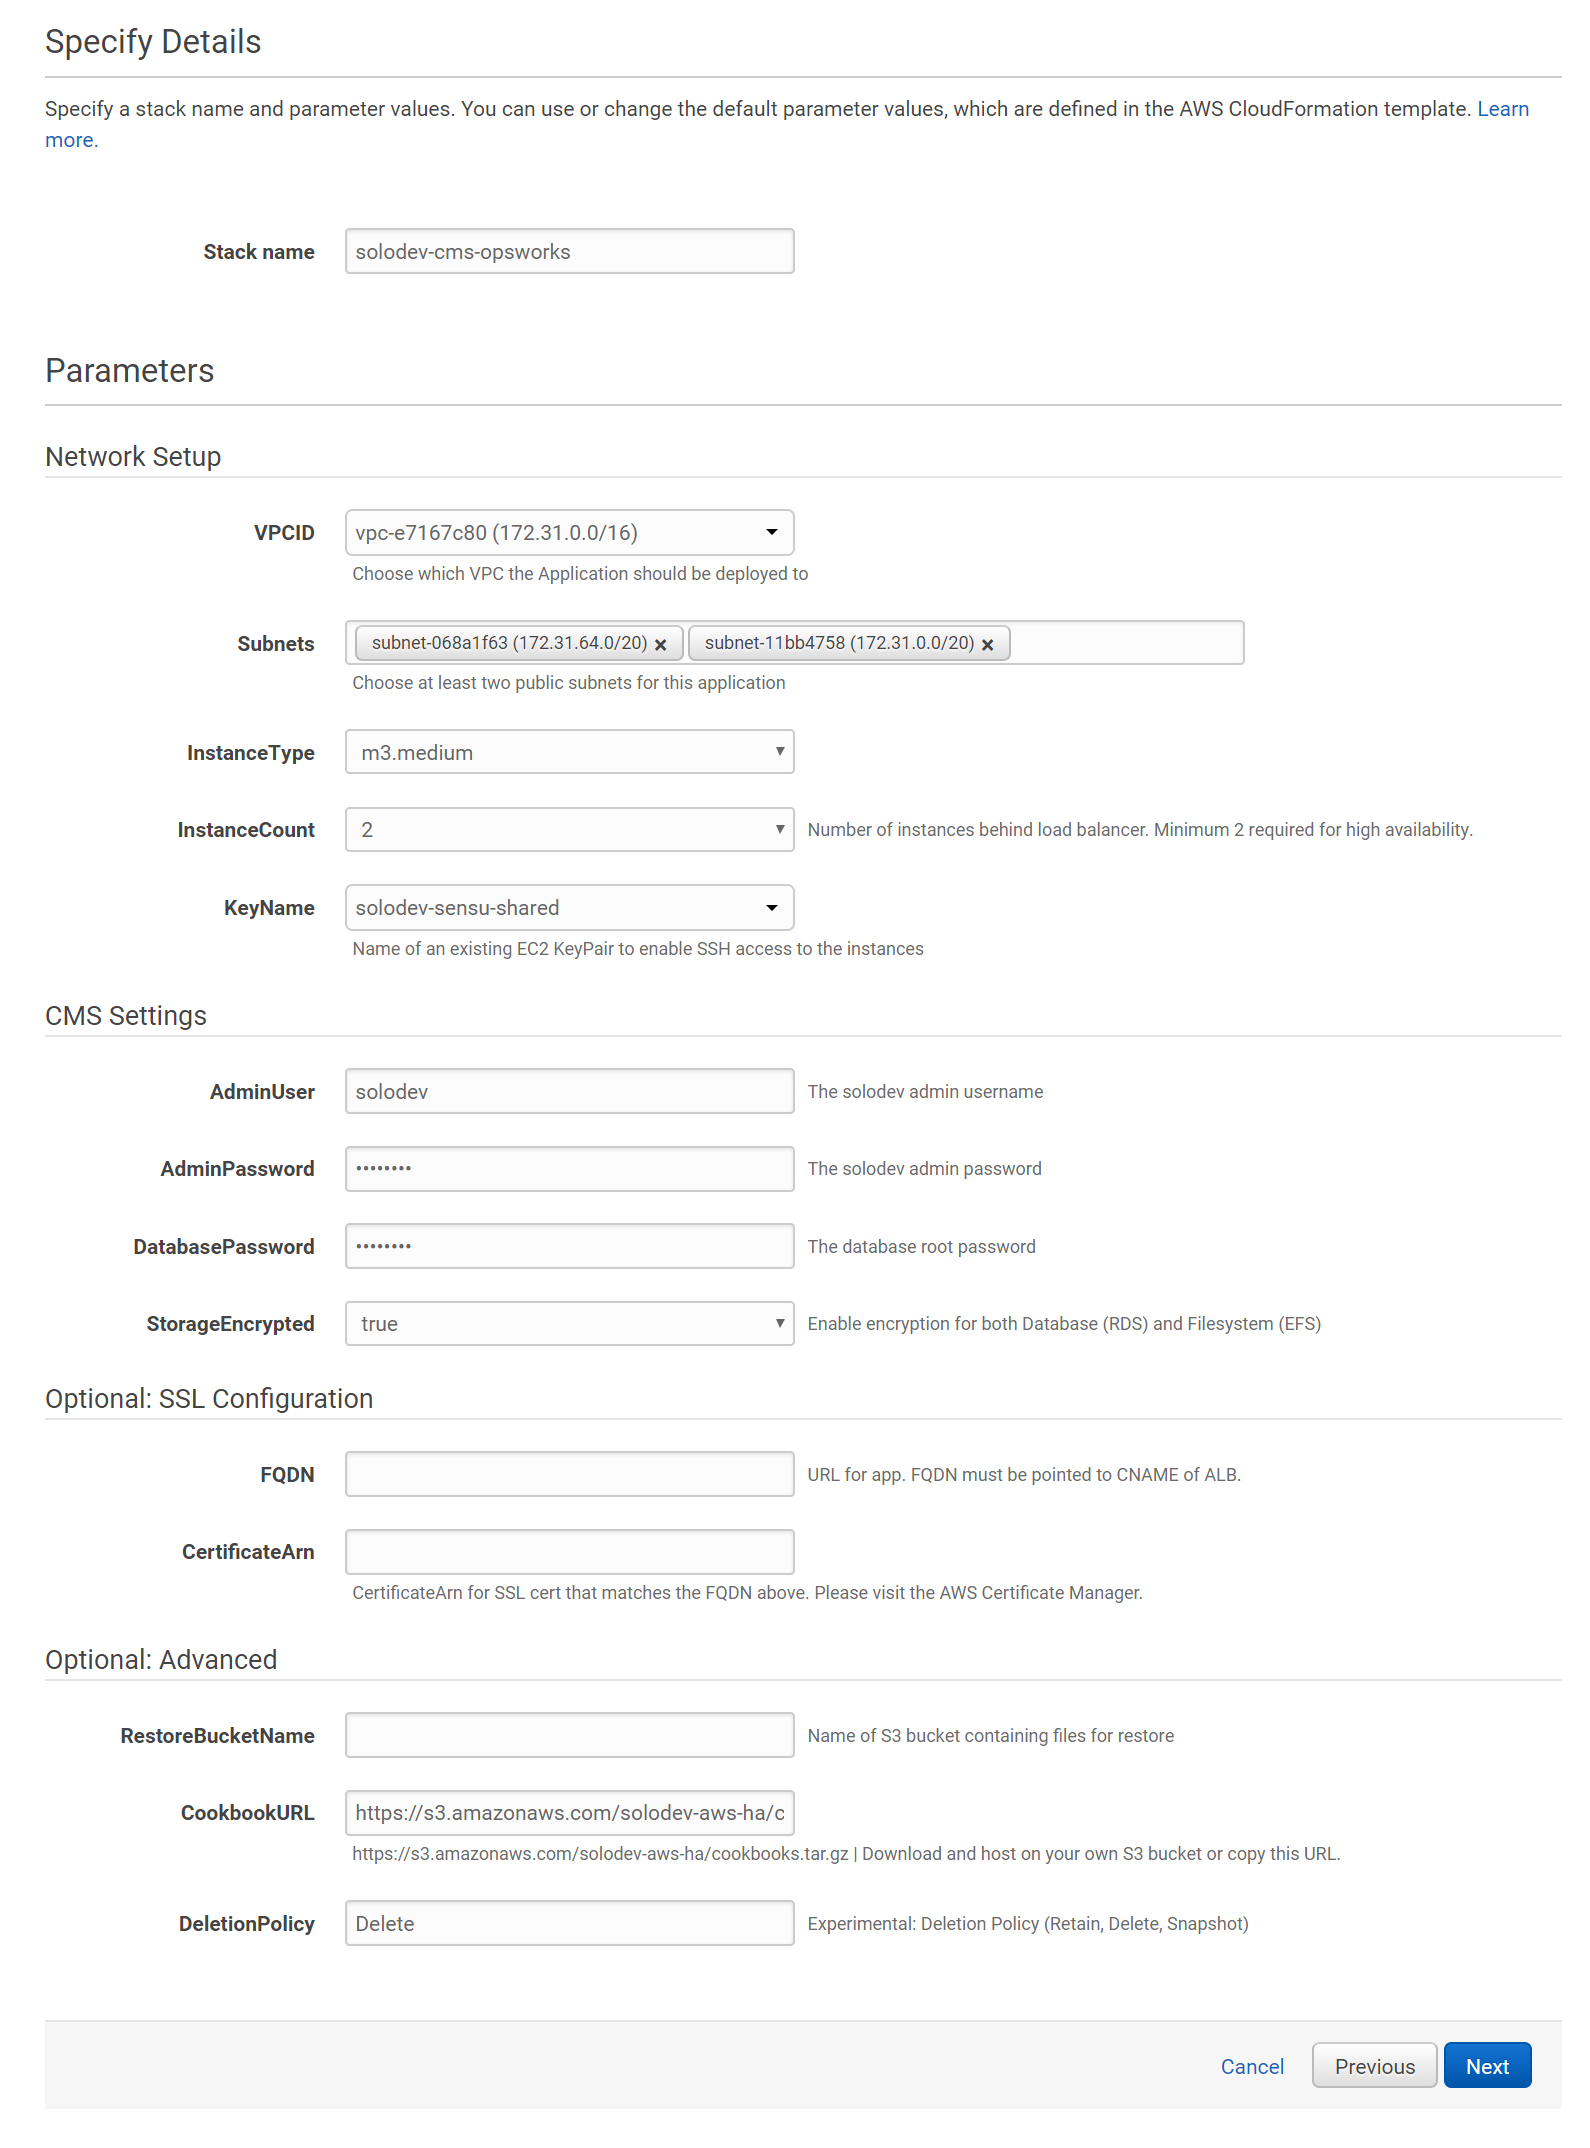 Specify Details
Specify a stack name and parameter values. You can use or change the default parameter values, which are defined in the AWS CloudFormation template. Learn
more.
Stack name solodev-cms-opsworks
Parameters
Network Setup
VPCID vpc-e7167c80 (172.31.0.0/16)
Choose which VPC the Application should be deployed to
Subnets subnet-068a1f63 (172.31.64.0/20) × subnet-11bb4758 (172.31.0.0/20) ×
Choose at least two public subnets for this application
InstanceType m3.medium
InstanceCount 2 Number of instances behind load balancer. Minimum 2 required for high availability.
KeyName solodev-sensu-shared
Name of an existing EC2 KeyPair to enable SSH access to the instances
CMS Settings
AdminUser solodev The solodev admin username
AdminPassword •••••••• The solodev admin password
DatabasePassword •••••••• The database root password
StorageEncrypted true Enable encryption for both Database (RDS) and Filesystem (EFS)
Optional: SSL Configuration
FQDN URL for app. FQDN must be pointed to CNAME of ALB.
CertificateArn
CertificateArn for SSL cert that matches the FQDN above. Please visit the AWS Certificate Manager.
Optional: Advanced
RestoreBucketName Name of S3 bucket containing files for restore
CookbookURL https://s3.amazonaws.com/solodev-aws-ha/c
https://s3.amazonaws.com/solodev-aws-ha/cookbooks.tar.gz | Download and host on your own S3 bucket or copy this URL.
DeletionPolicy Delete Experimental: Deletion Policy (Retain, Delete, Snapshot)
Cancel Previous Next